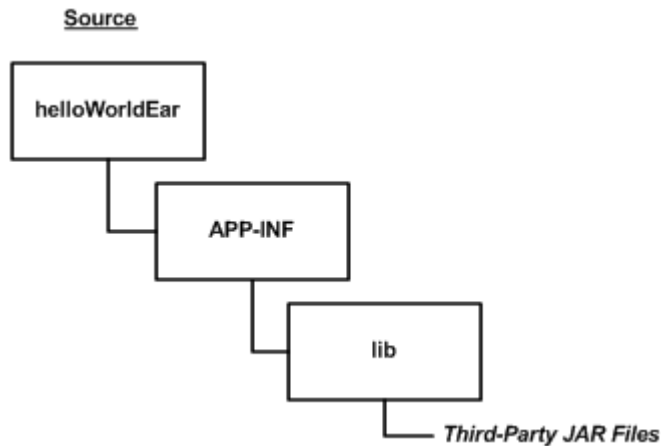 Source
helloWorldEar
APP-INF
lib
Third-Party JAR Files